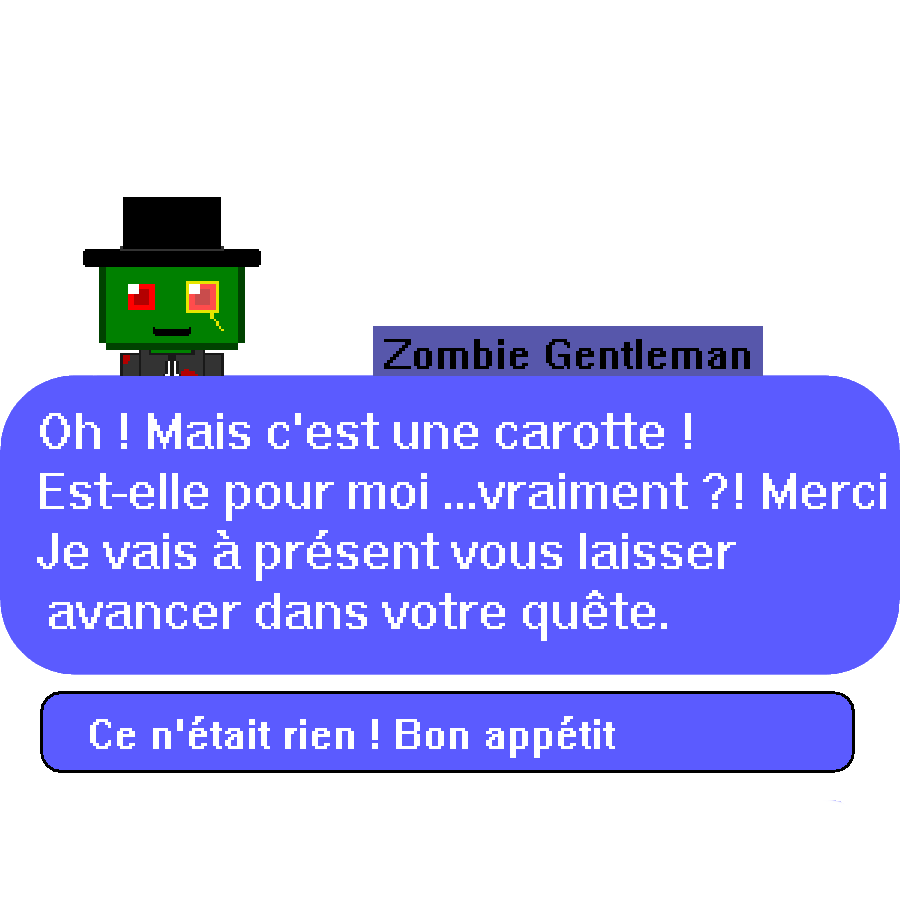 Zombie Gentleman
Oh ! Mais c'est une carotte !
Est-elle pour moi ...vraiment ?! Merci
Je vais à présent vous laisser
avancer dans votre quête.
Ce n'était rien ! Bon appétit